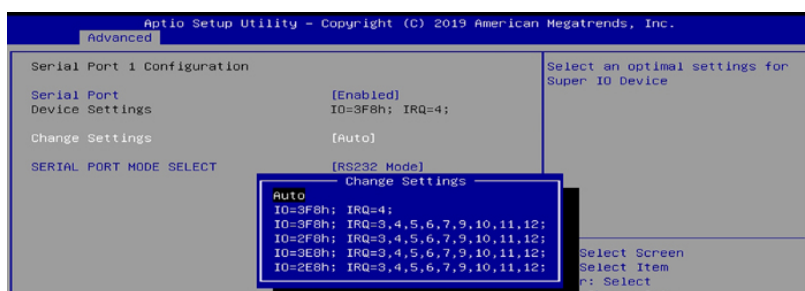 Aptio Setup Utility – Copyright (C) 2019 American Megatrends, Inc.
Advanced
Serial Port 1 Configuration
Serial Port [Enabled]
Device Settings IO=3F8h; IRQ=4;
Change Settings [Auto]
SERIAL PORT MODE SELECT [RS232 Mode]
Select an optimal settings for
Super IO Device
Change Settings
Auto
IO=3F8h; IRQ=4;
IO=3F8h; IRQ=3,4,5,6,7,9,10,11,12;
IO=2F8h; IRQ=3,4,5,6,7,9,10,11,12;
IO=3E8h; IRQ=3,4,5,6,7,9,10,11,12;
IO=2E8h; IRQ=3,4,5,6,7,9,10,11,12;
Select Screen
Select Item
r: Select